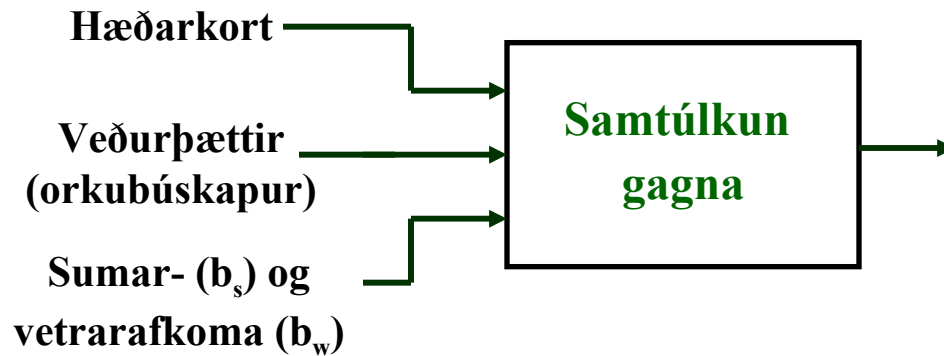 Hæðarkort
Veðurþættir
(orkubúskapur)
Sumar- (bs) og
vetrarafkoma (bw)
Samtúlkun
gagna